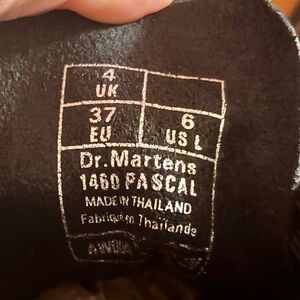 4
UK
37 6
EU US L
Dr.Martens
1460 PASCAL
MADE IN THAILAND
Fabriqué en Thaïlande